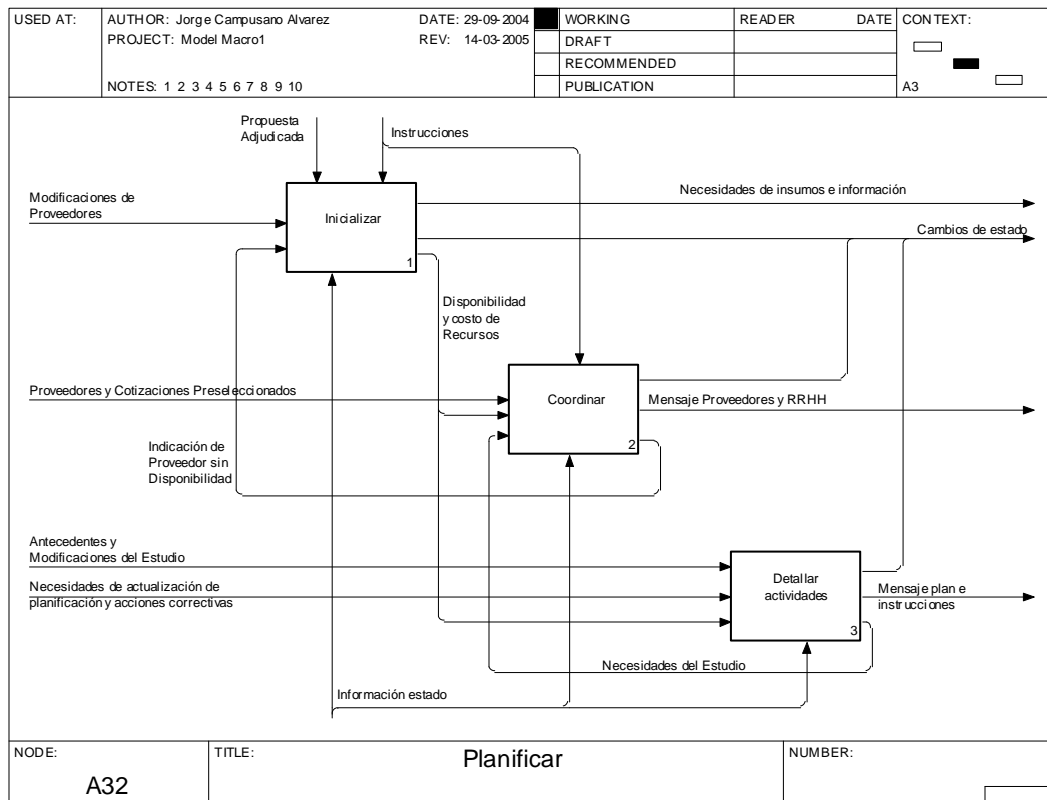 USED AT:
AUTHOR: Jorge Campusano Alvarez
DATE: 29-09-2004
PROJECT: Model Macro1
REV: 14-03-2005
NOTES: 1 2 3 4 5 6 7 8 9 10
WORKING
DRAFT
RECOMMENDED
PUBLICATION
READER
DATE
CONTEXT:
A3
Propuesta
Adjudicada
Instrucciones
Modificaciones de
Proveedores
Inicializar
1
Necesidades de insumos e información
Cambios de estado
Disponibilidad
y costo de
Recursos
Proveedores y Cotizaciones Preseleccionados
Coordinar
2
Mensaje Proveedores y RRHH
Indicación de
Proveedor sin
Disponibilidad
Antecedentes y
Modificaciones del Estudio
Necesidades de actualización de
planificación y acciones correctivas
Detallar
actividades
3
Mensaje plan e
instrucciones
Necesidades del Estudio
Información estado
NODE:
A32
TITLE:
Planificar
NUMBER: